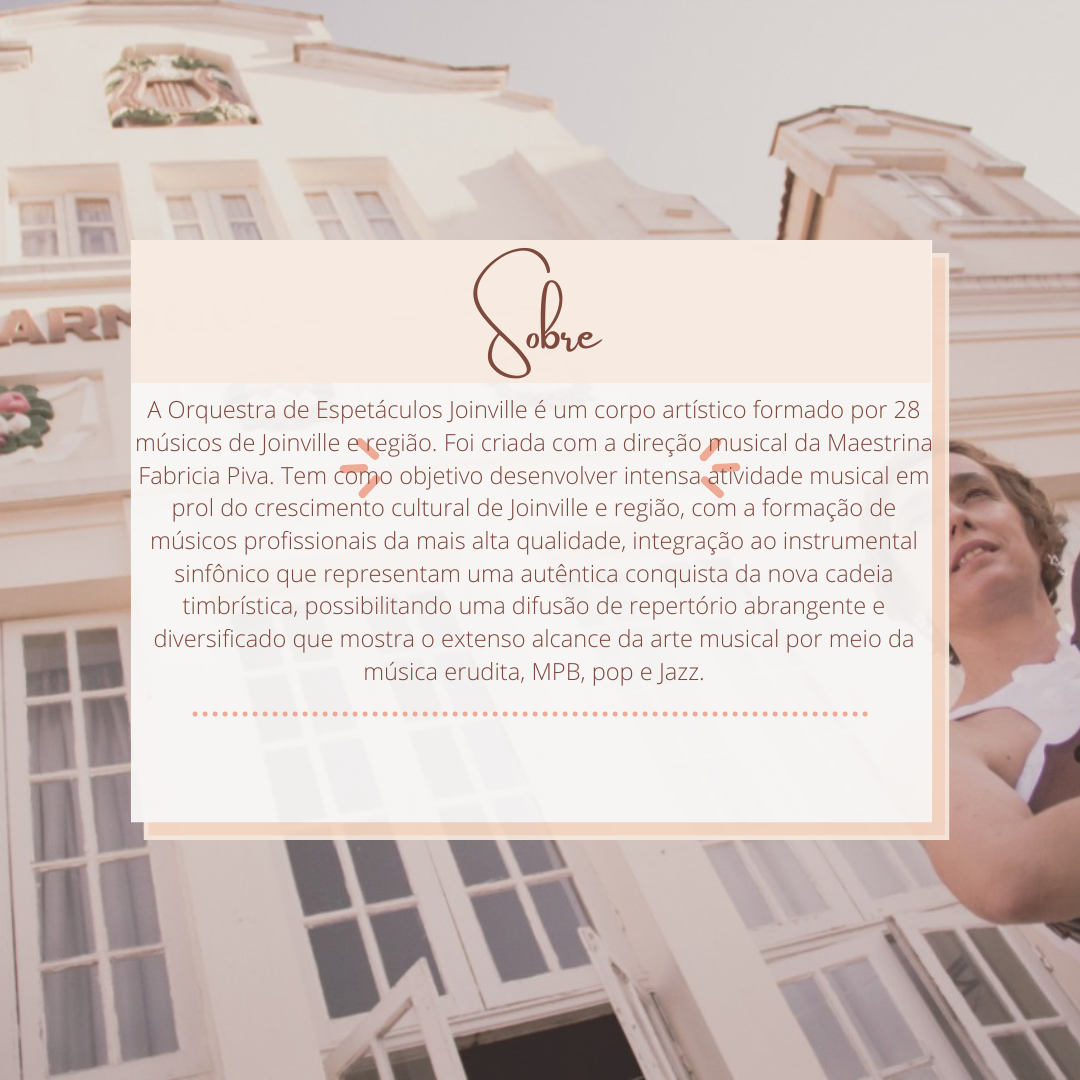 ARM
Sobre
A Orquestra de Espetáculos Joinville é um corpo artístico formado por 28
músicos de Joinville e região. Foi criada com a direção musical da Maestrina
Fabricia Piva. Tem como objetivo desenvolver intensa atividade musical em
prol do crescimento cultural de Joinville e região, com a formação de
músicos profissionais da mais alta qualidade, integração ao instrumental
sinfônico que representam uma autêntica conquista da nova cadeia
timbrística, possibilitando uma difusão de repertório abrangente e
diversificado que mostra o extenso alcance da arte musical por meio da
música erudita, MPB, pop e Jazz.